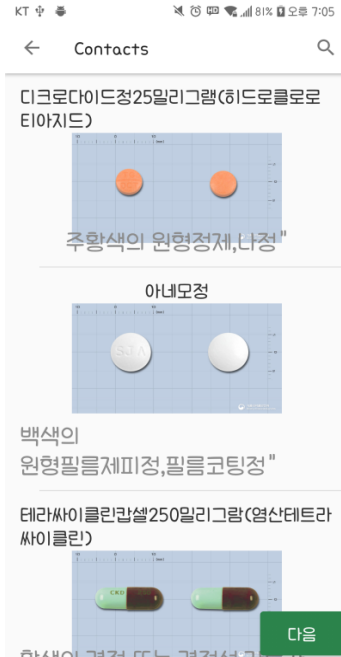 KT 81% 오후 7:05
Contacts
디크로다이드정25밀리그램(히드로클로로
티아지드)
주황색의 원형정제,나정"
아네모정
백색의
원형필름제피정,필름코팅정"
테라싸이클린캅셀250밀리그람(염산테트라
싸이클린)
CKD
다음